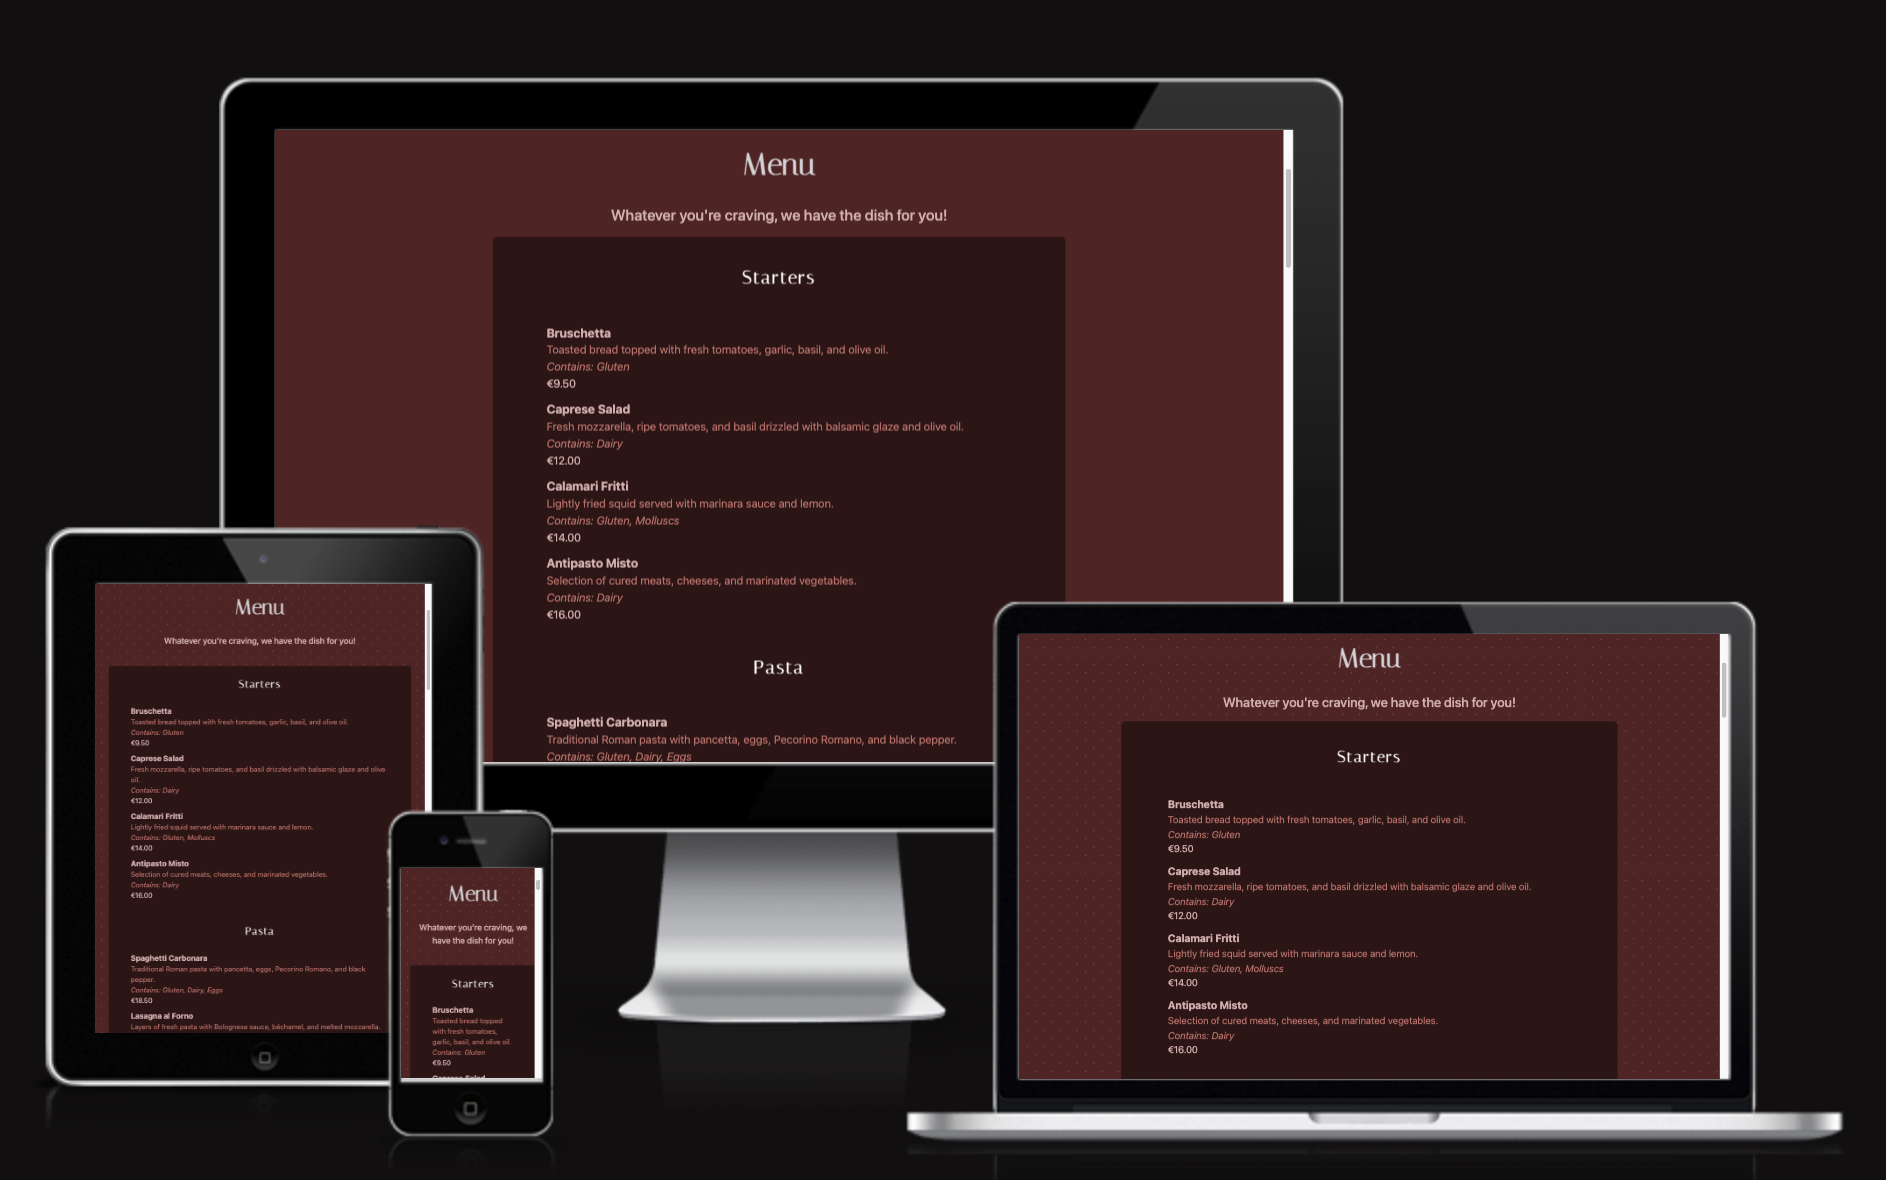 Menu
Whatever you're craving, we have the dish for you!
Starters
Bruschetta
Toasted bread topped with fresh tomatoes, garlic, basil, and olive oil.
Contains: Gluten
€9.50
Caprese Salad
Fresh mozzarella, ripe tomatoes, and basil drizzled with balsamic glaze and olive oil.
Contains: Dairy
€12.00
Calamari Fritti
Lightly fried squid served with marinara sauce and lemon.
Contains: Gluten, Molluscs
€14.00
Antipasto Misto
Selection of cured meats, cheeses, and marinated vegetables.
Contains: Dairy
€16.00
Pasta
Spaghetti Carbonara
Traditional Roman pasta with pancetta, eggs, Pecorino Romano, and black pepper.
Contains: Gluten, Dairy, Eggs
Menu
Whatever you're craving, we have the dish for you!
Starters
Bruschetta
Toasted bread topped with fresh tomatoes, garlic, basil, and olive oil.
Contains: Gluten
€9.50
Caprese Salad
Fresh mozzarella, ripe tomatoes, and basil drizzled with balsamic glaze and olive
oil.
Contains: Dairy
€12.00
Calamari Fritti
Lightly fried squid served with marinara sauce and lemon.
Contains: Gluten, Molluscs
€14.00
Antipasto Misto
Selection of cured meats, cheeses, and marinated vegetables.
Contains: Dairy
€16.00
Pasta
Spaghetti Carbonara
Traditional Roman pasta with pancetta, eggs, Pecorino Romano, and black
pepper.
Contains: Gluten, Dairy, Eggs
€18.50
Lasagna al Forno
Layers of fresh pasta with Bolognese sauce, béchamel, and melted mozzarella.
Menu
Whatever you're craving, we
have the dish for you!
Starters
Bruschetta
Toasted bread topped
with fresh tomatoes,
garlic, basil, and olive oil.
Contains: Gluten
€9.50
Caprese Salad
Menu
Whatever you're craving, we have the dish for you!
Starters
Bruschetta
Toasted bread topped with fresh tomatoes, garlic, basil, and olive oil.
Contains: Gluten
€9.50
Caprese Salad
Fresh mozzarella, ripe tomatoes, and basil drizzled with balsamic glaze and olive oil.
Contains: Dairy
€12.00
Calamari Fritti
Lightly fried squid served with marinara sauce and lemon.
Contains: Gluten, Molluscs
€14.00
Antipasto Misto
Selection of cured meats, cheeses, and marinated vegetables.
Contains: Dairy
€16.00